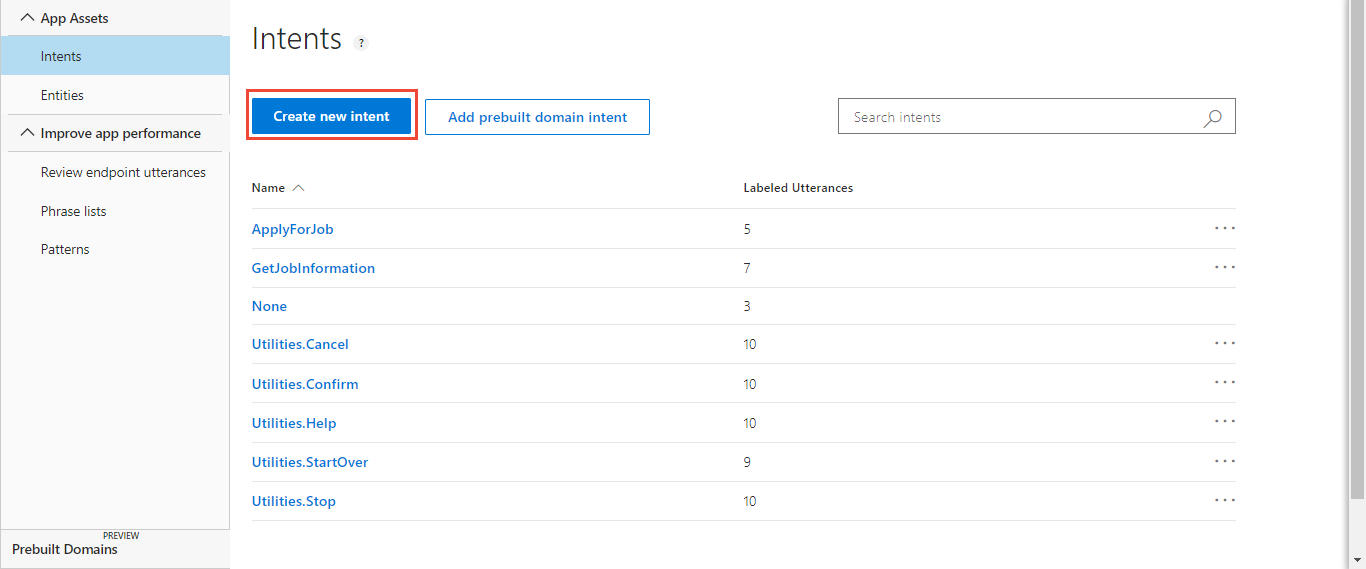 App Assets
Intents
Entities
Improve app performance
Review endpoint utterances
Phrase lists
Patterns
PREVIEW
Prebuilt Domains
Intents ?
Create new intent Add prebuilt domain intent Search intents
Name Labeled Utterances
ApplyForJob 5 ...
GetJobInformation 7 ...
None 3
Utilities.Cancel 10 ...
Utilities.Confirm 10 ...
Utilities.Help 10 ...
Utilities.StartOver 9 ...
Utilities.Stop 10 ...